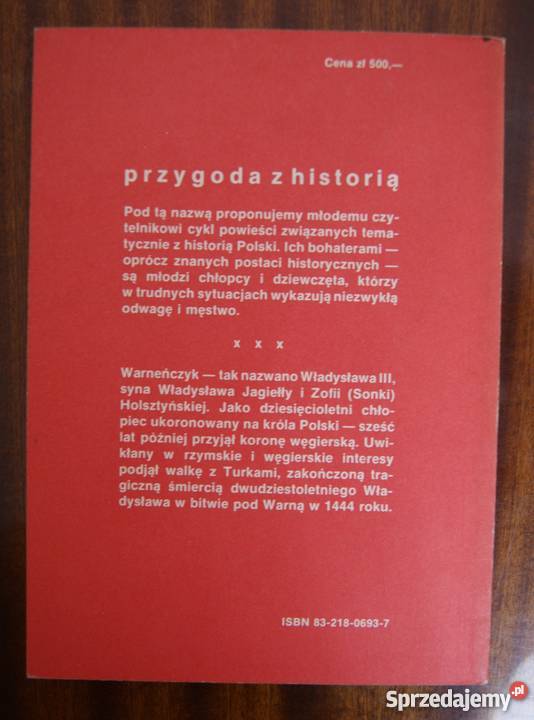 Cena zł 500,—
przygoda z historią
Pod tą nazwą proponujemy młodemu czy-
telnikowi cykl powieści związanych tema-
tycznie z historią Polski. Ich bohaterami —
oprócz znanych postaci historycznych —
są młodzi chłopcy i dziewczęta, którzy
w trudnych sytuacjach wykazują niezwykłą
odwagę i męstwo.
x x x
Warneńczyk — tak nazwano Władysława III,
syna Władysława Jagiełły i Zofii (Sonki)
Holsztyńskiej. Jako dziesięcioletni chło-
piec ukoronowany na króla Polski — sześć
lat później przyjął koronę węgierską. Uwi-
kłany w rzymskie i węgierskie interesy
podjął walkę z Turkami, zakończoną tra-
giczną śmiercią dwudziestoletniego Wła-
dysława w bitwie pod Warną w 1444 roku.
ISBN 83-218-0693-7
Sprzedajemy.pl